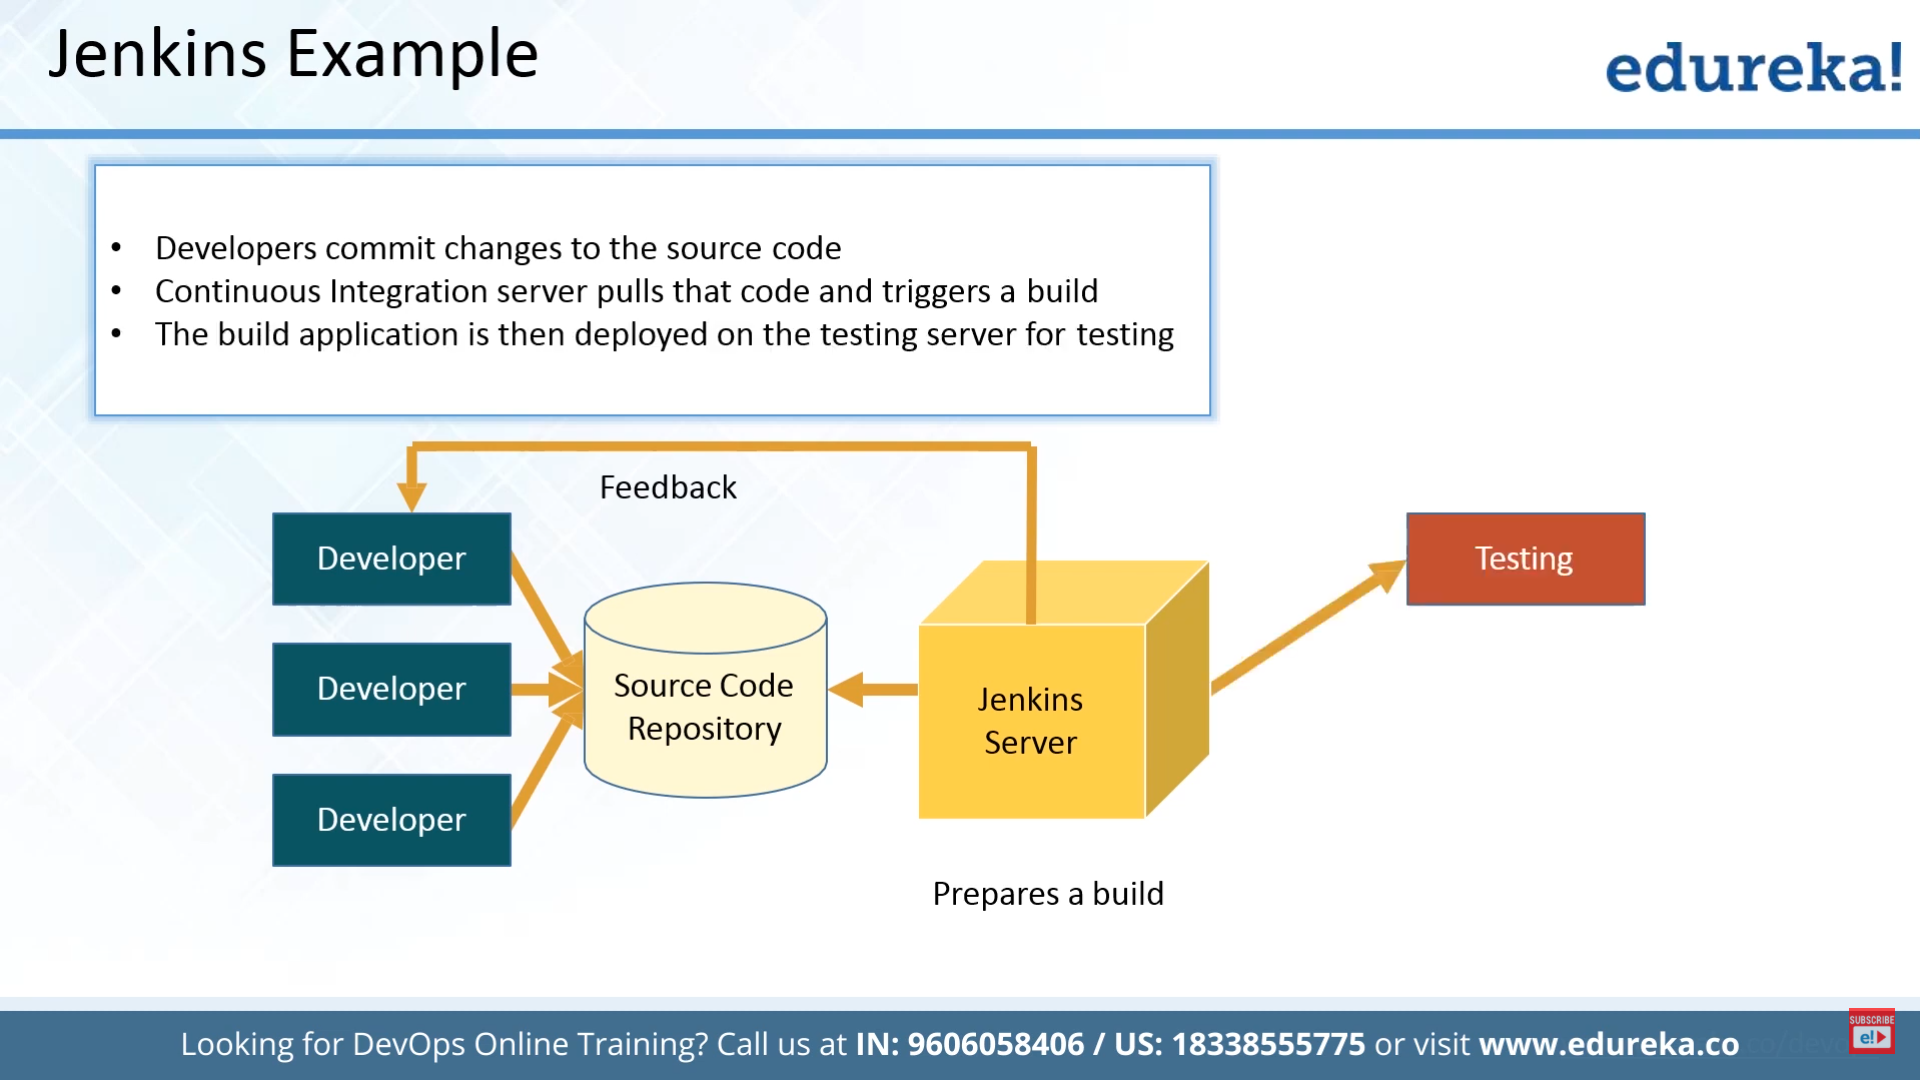 Jenkins Example
edureka!
• Developers commit changes to the source code
• Continuous Integration server pulls that code and triggers a build
• The build application is then deployed on the testing server for testing
Feedback
Developer
Testing
Developer
Source Code
Repository
Jenkins
Server
Developer
Prepares a build
Looking for DevOps Online Training? Call us at IN: 9606058406 / US: 18338555775 or visit www.edureka.co
SUBSCRIBE
e!